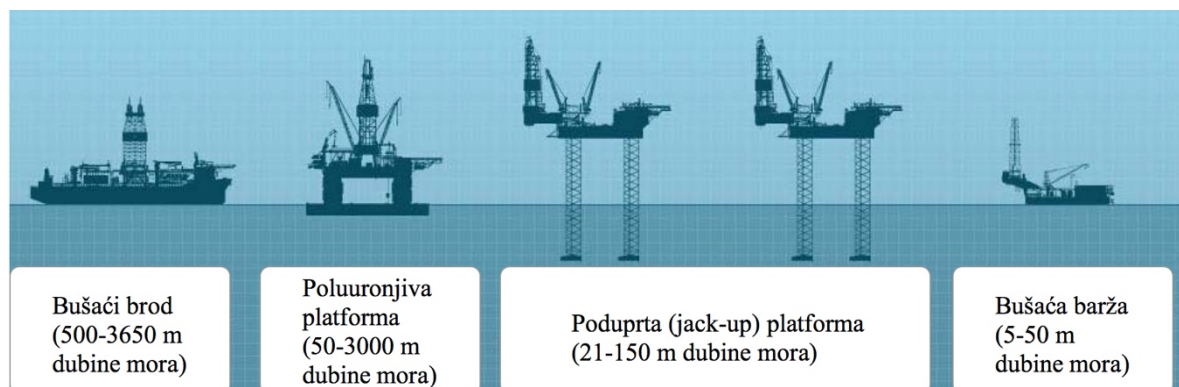 Bušaći brod
(500-3650 m
dubine mora)
Poluuronjiva
platforma
(50-3000 m
dubine mora)
Poduprta (jack-up) platforma
(21-150 m dubine mora)
Bušaća barža
(5-50 m
dubine mora)